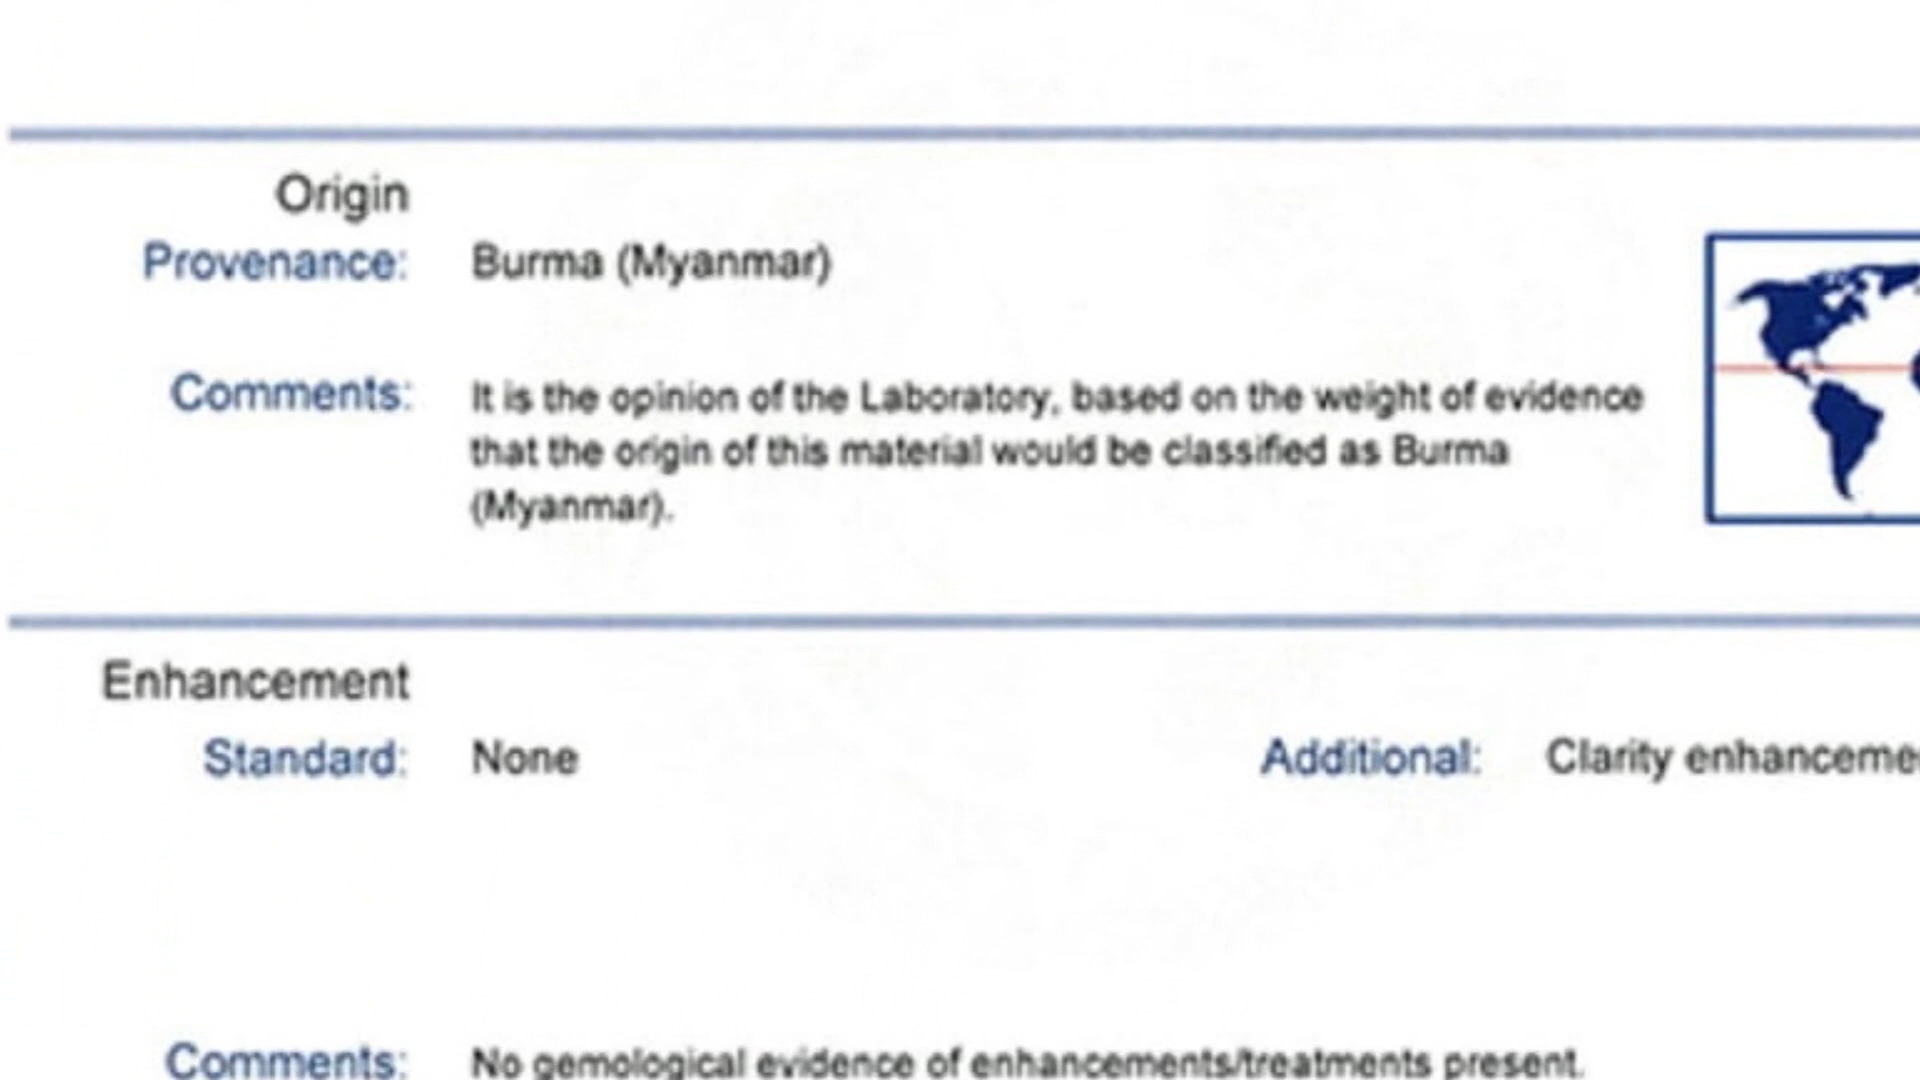 Origin
Provenance: Burma (Myanmar)
Comments: It is the opinion of the Laboratory, based on the weight of evidence
that the origin of this material would be classified as Burma
(Myanmar).
Enhancement
Standard: None Additional: Clarity
Comments: No gemological evidence of enhancements/treatments present.